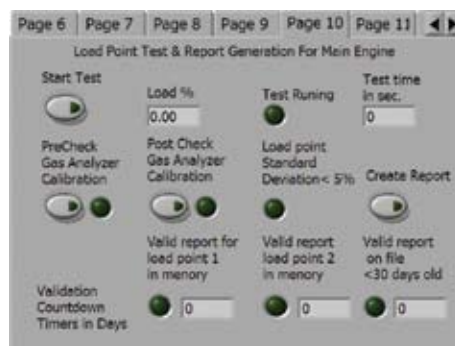 Page 6 Page 7 Page 8 Page 9 Page 10 Page 11
Load Point Test & Report Generation For Main Engine
Start Test
Load %
0.00
Test Runing
Test time
in sec.
0
PreCheck
Gas Analyzer
Calibration
Post Check
Gas Analyzer
Calibration
Load point
Standard
Deviation< 5%
Create Report
Valid report for
load point 1
in menory
Valid report
load point 2
in menory
Valid report
on file
<30 days old
Validation
Countdown
Timers in Days
0
0
0